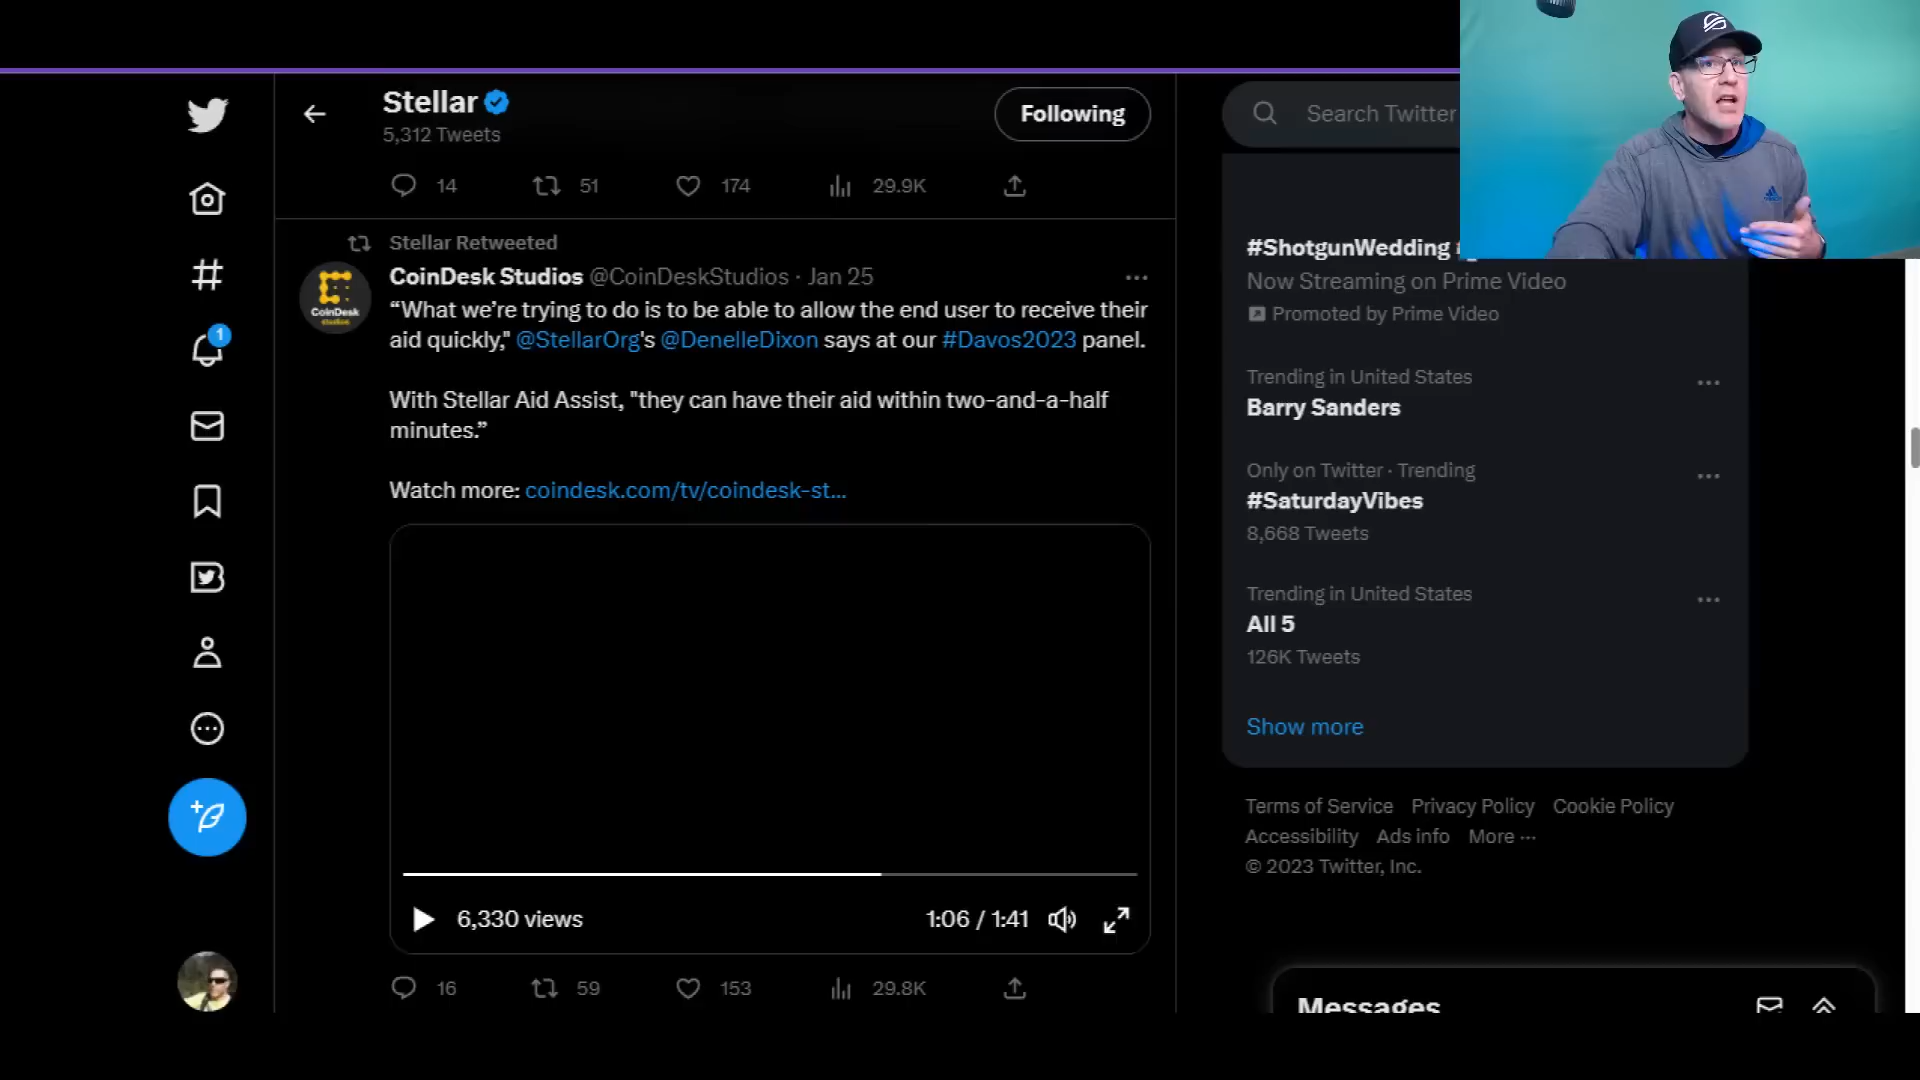 Stellar
5,312 Tweets
Following
Search Twitter
14 51 174 29.9K
Stellar Retweeted
CoinDesk Studios @CoinDeskStudios · Jan 25
“What we’re trying to do is to be able to allow the end user to receive their
aid quickly," @StellarOrg's @DenelleDixon says at our #Davos2023 panel.
With Stellar Aid Assist, "they can have their aid within two-and-a-half
minutes.”
Watch more: coindesk.com/tv/coindesk-st...
CoinDesk
studios
6,330 views
1:06 / 1:41
16 59 153 29.8K
1
#ShotgunWedding
Now Streaming on Prime Video
Promoted by Prime Video
Trending in United States
Barry Sanders
Only on Twitter · Trending
#SaturdayVibes
8,668 Tweets
Trending in United States
All 5
126K Tweets
Show more
Terms of Service Privacy Policy Cookie Policy
Accessibility Ads info More ···
© 2023 Twitter, Inc.
Messages